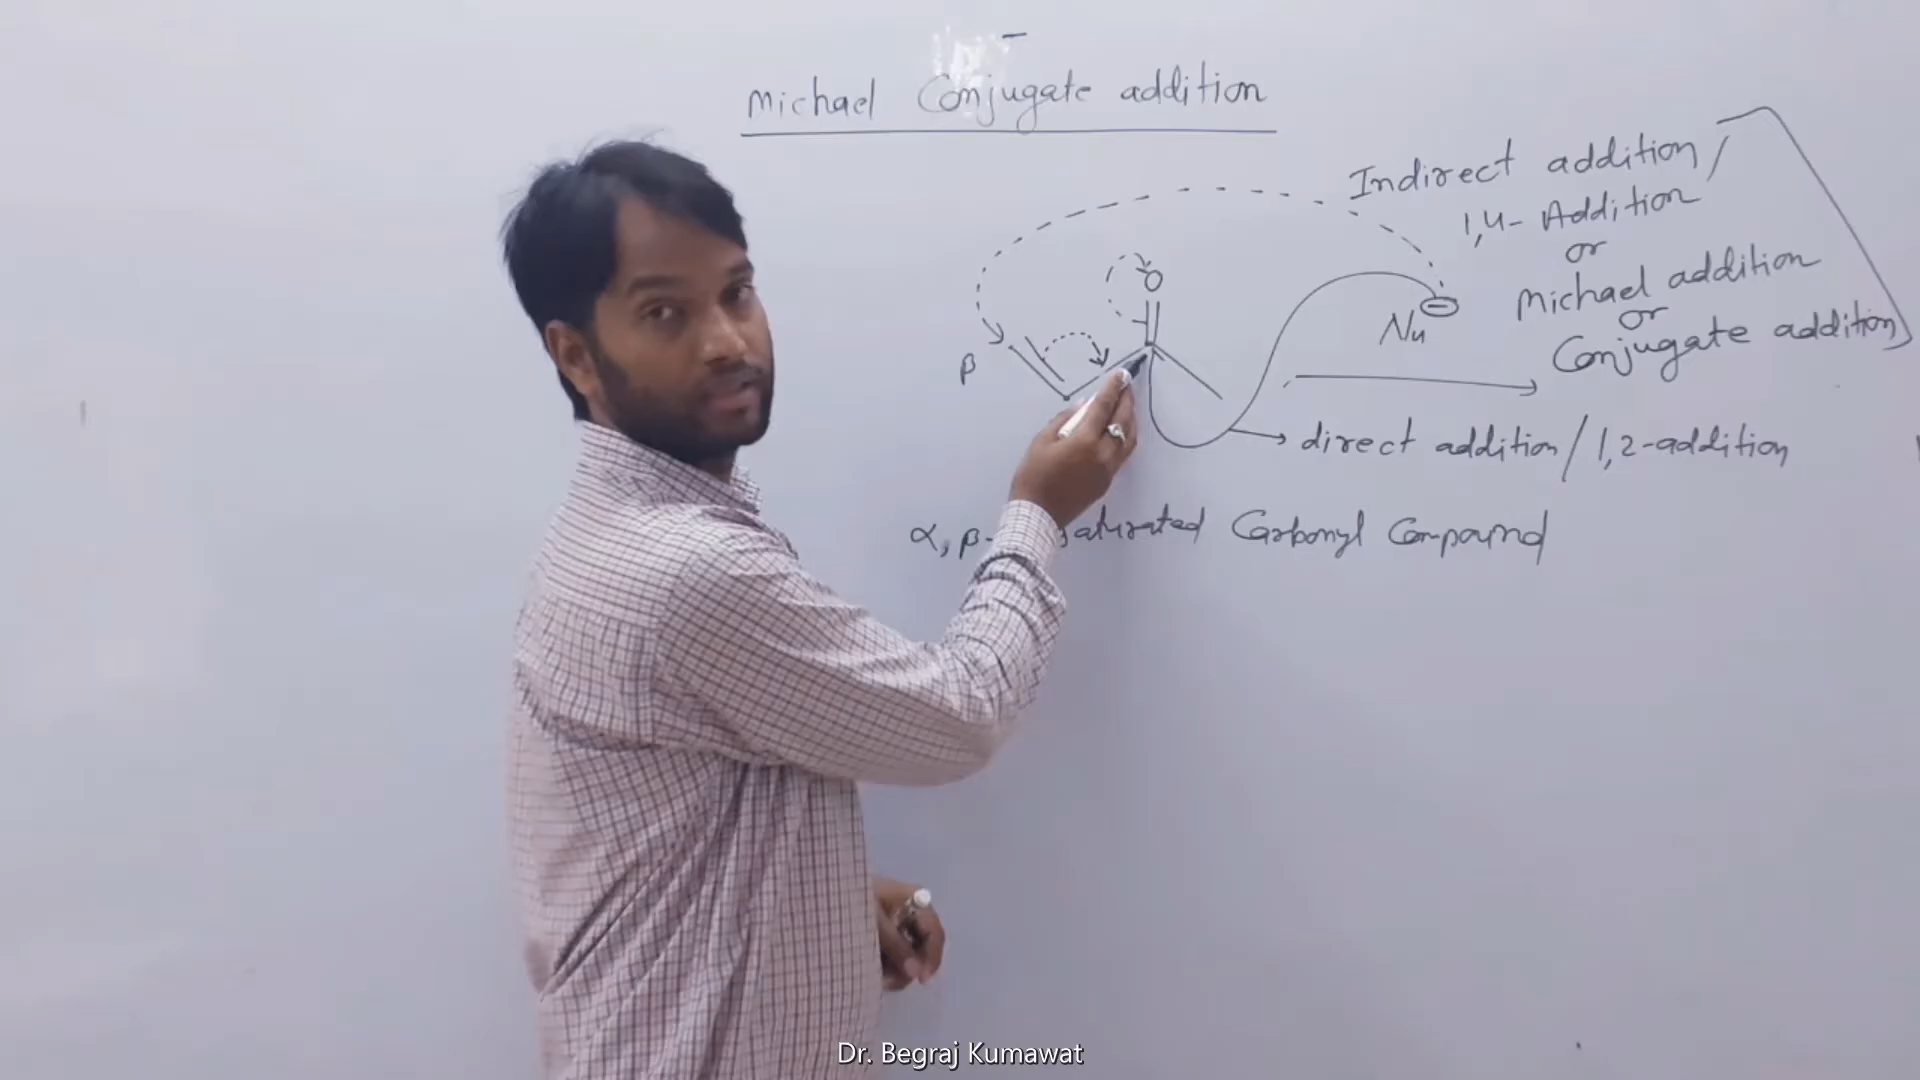 Michael Conjugate addition
Indirect addition /
1,4- Addition
or
Michael addition
or
Conjugate addition
O
Nu
β
direct addition / 1,2-addition
α, β- saturated Carbonyl Compound
Dr. Begraj Kumawat